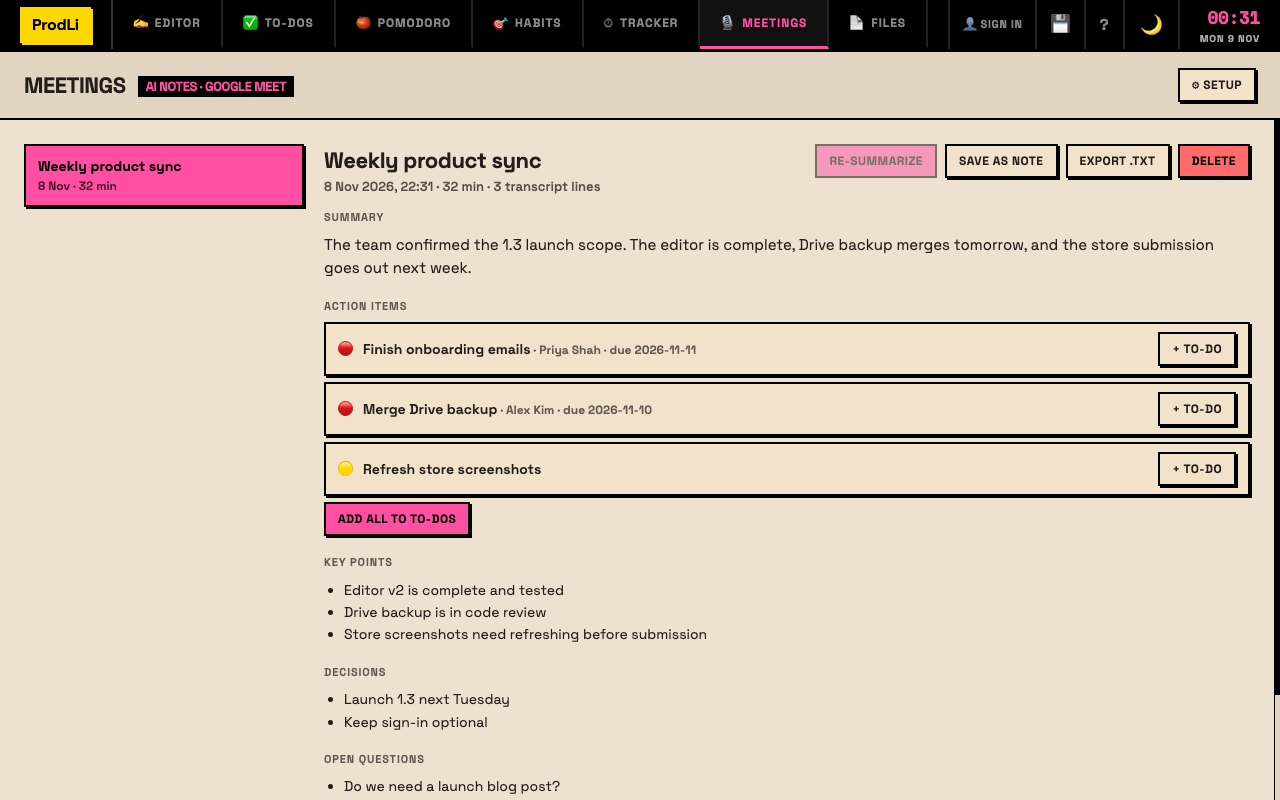 ProdLi
✍️ EDITOR
✅ TO-DOS
🍅 POMODORO
🎯 HABITS
⏱ TRACKER
🎙️ MEETINGS
📄 FILES
👤 SIGN IN
💾
?
🌙
00:31
MON 9 NOV
MEETINGS
AI NOTES · GOOGLE MEET
⚙ SETUP
Weekly product sync
8 Nov · 32 min
Weekly product sync
RE-SUMMARIZE
SAVE AS NOTE
EXPORT .TXT
DELETE
8 Nov 2026, 22:31 · 32 min · 3 transcript lines
SUMMARY
The team confirmed the 1.3 launch scope. The editor is complete, Drive backup merges tomorrow, and the store submission
goes out next week.
ACTION ITEMS
Finish onboarding emails · Priya Shah · due 2026-11-11
+ TO-DO
Merge Drive backup · Alex Kim · due 2026-11-10
+ TO-DO
Refresh store screenshots
+ TO-DO
ADD ALL TO TO-DOS
KEY POINTS
• Editor v2 is complete and tested
• Drive backup is in code review
• Store screenshots need refreshing before submission
DECISIONS
• Launch 1.3 next Tuesday
• Keep sign-in optional
OPEN QUESTIONS
• Do we need a launch blog post?